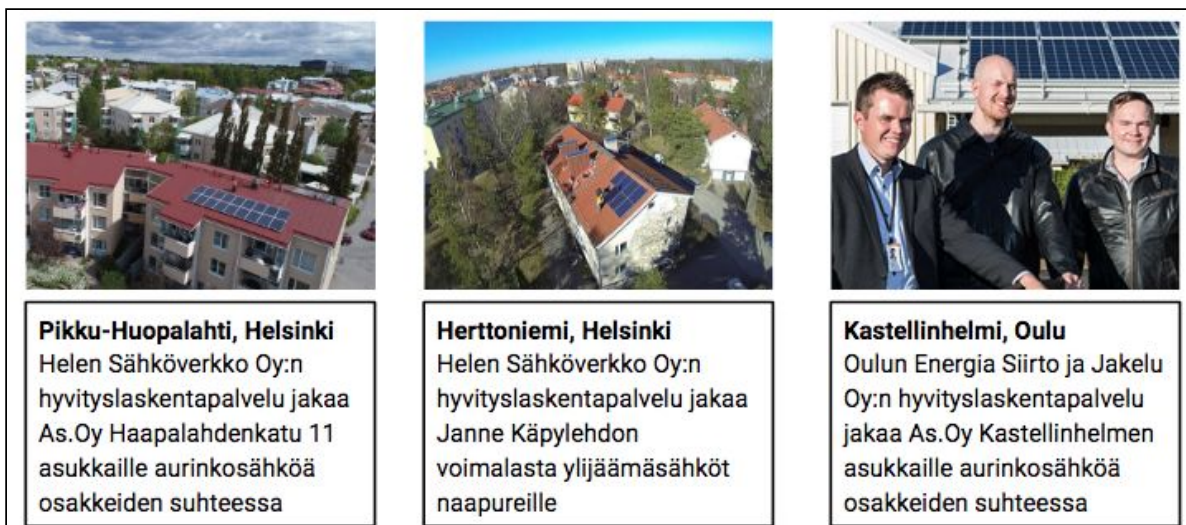 Pikku-Huopalahti, Helsinki
Helen Sähköverkko Oy:n
hyvityslaskentapalvelu jakaa
As.Oy Haapalahdenkatu 11
asukkaille aurinkosähköä
osakkeiden suhteessa
Herttoniemi, Helsinki
Helen Sähköverkko Oy:n
hyvityslaskentapalvelu jakaa
Janne Käpylehdon
voimalasta ylijäämäsähköt
naapureille
Kastellinhelmi, Oulu
Oulun Energia Siirto ja Jakelu
Oy:n hyvityslaskentapalvelu
jakaa As.Oy Kastellinhelmen
asukkaille aurinkosähköä
osakkeiden suhteessa